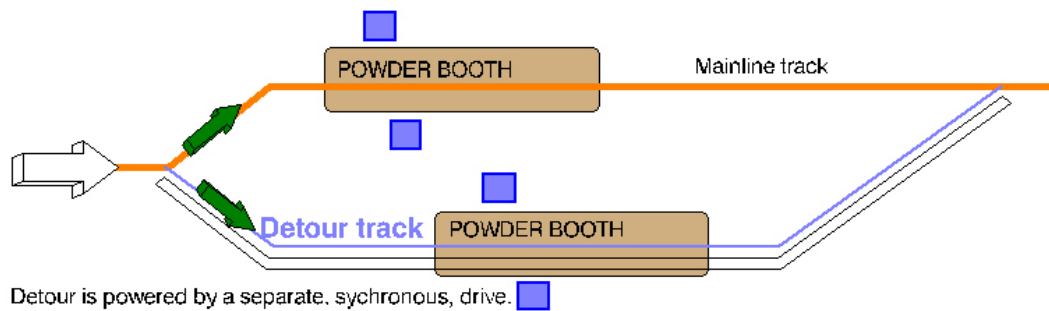 POWDER BOOTH
Mainline track
Detour track
POWDER BOOTH
Detour is powered by a separate, sychronous, drive.